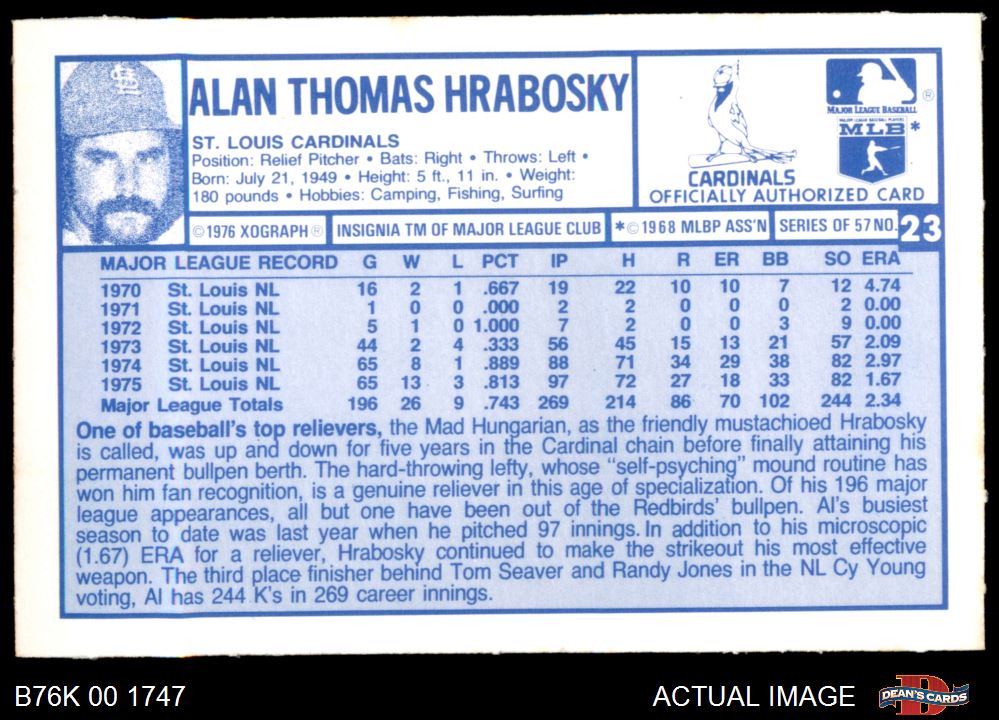 ALAN THOMAS HRABOSKY
ST. LOUIS CARDINALS
Position: Relief Pitcher • Bats: Right • Throws: Left •
Born: July 21, 1949 • Height: 5 ft., 11 in. • Weight:
180 pounds • Hobbies: Camping, Fishing, Surfing
CARDINALS
MAJOR LEAGUE BASEBALL ®
MAJOR LEAGUE BASEBALL PLAYERS
MLB *
OFFICIALLY AUTHORIZED CARD
© 1976 XOGRAPH ® INSIGNIA TM OF MAJOR LEAGUE CLUB *© 1968 MLBP ASS'N SERIES OF 57 NO. 23
MAJOR LEAGUE RECORD G W L PCT IP H R ER BB SO ERA
1970 St. Louis NL 16 2 1 .667 19 22 10 10 7 12 4.74
1971 St. Louis NL 1 0 0 .000 2 2 0 0 0 2 0.00
1972 St. Louis NL 5 1 0 1.000 7 2 0 0 3 9 0.00
1973 St. Louis NL 44 2 4 .333 56 45 15 13 21 57 2.09
1974 St. Louis NL 65 8 1 .889 88 71 34 29 38 82 2.97
1975 St. Louis NL 65 13 3 .813 97 72 27 18 33 82 1.67
Major League Totals 196 26 9 .743 269 214 86 70 102 244 2.34
One of baseball's top relievers, the Mad Hungarian, as the friendly mustachioed Hrabosky
is called, was up and down for five years in the Cardinal chain before finally attaining his
permanent bullpen berth. The hard-throwing lefty, whose "self-psyching" mound routine has
won him fan recognition, is a genuine reliever in this age of specialization. Of his 196 major
league appearances, all but one have been out of the Redbirds' bullpen. Al's busiest
season to date was last year when he pitched 97 innings. In addition to his microscopic
(1.67) ERA for a reliever, Hrabosky continued to make the strikeout his most effective
weapon. The third place finisher behind Tom Seaver and Randy Jones in the NL Cy Young
voting, Al has 244 K's in 269 career innings.
B76K 00 1747
ACTUAL IMAGE
DEAN'S CARDS